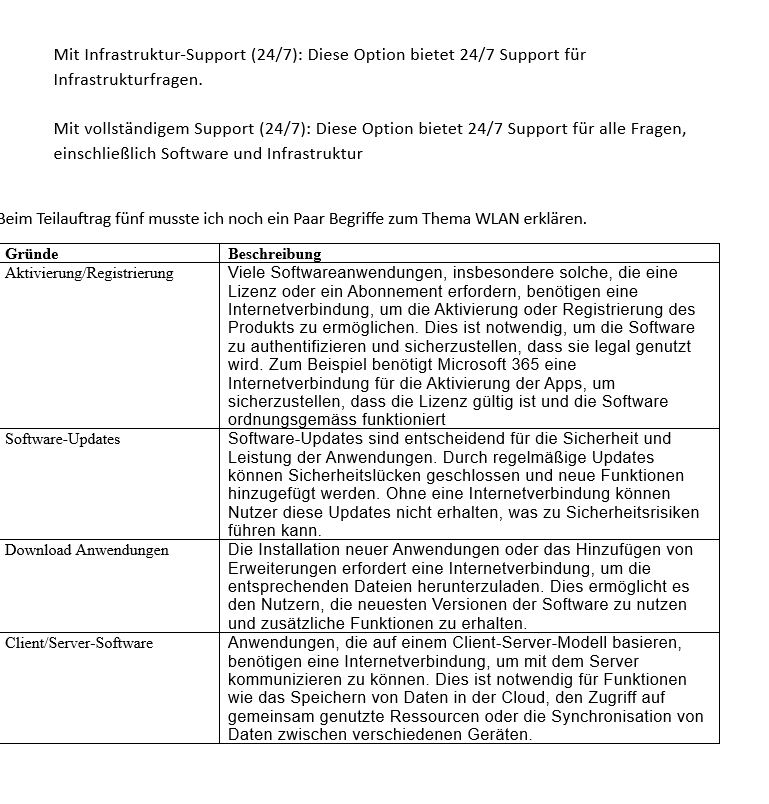 Mit Infrastruktur-Support (24/7): Diese Option bietet 24/7 Support für
Infrastrukturfragen.
Mit vollständigem Support (24/7): Diese Option bietet 24/7 Support für alle Fragen,
einschließlich Software und Infrastruktur
Beim Teilauftrag fünf musste ich noch ein Paar Begriffe zum Thema WLAN erklären.
Gründe Beschreibung
Aktivierung/Registrierung Viele Softwareanwendungen, insbesondere solche, die eine
Lizenz oder ein Abonnement erfordern, benötigen eine
Internetverbindung, um die Aktivierung oder Registrierung des
Produkts zu ermöglichen. Dies ist notwendig, um die Software
zu authentifizieren und sicherzustellen, dass sie legal genutzt
wird. Zum Beispiel benötigt Microsoft 365 eine
Internetverbindung für die Aktivierung der Apps, um
sicherzustellen, dass die Lizenz gültig ist und die Software
ordnungsgemäss funktioniert
Software-Updates Software-Updates sind entscheidend für die Sicherheit und
Leistung der Anwendungen. Durch regelmäßige Updates
können Sicherheitslücken geschlossen und neue Funktionen
hinzugefügt werden. Ohne eine Internetverbindung können
Nutzer diese Updates nicht erhalten, was zu Sicherheitsrisiken
führen kann.
Download Anwendungen Die Installation neuer Anwendungen oder das Hinzufügen von
Erweiterungen erfordert eine Internetverbindung, um die
entsprechenden Dateien herunterzuladen. Dies ermöglicht es
den Nutzern, die neuesten Versionen der Software zu nutzen
und zusätzliche Funktionen zu erhalten.
Client/Server-Software Anwendungen, die auf einem Client-Server-Modell basieren,
benötigen eine Internetverbindung, um mit dem Server
kommunizieren zu können. Dies ist notwendig für Funktionen
wie das Speichern von Daten in der Cloud, den Zugriff auf
gemeinsam genutzte Ressourcen oder die Synchronisation von
Daten zwischen verschiedenen Geräten.